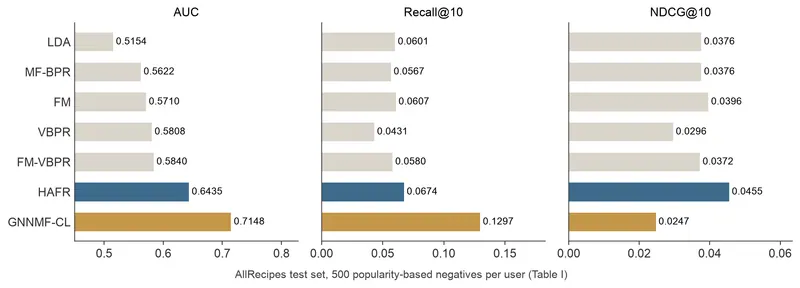 AUC Recall@10 NDCG@10
LDA 0.5154 0.0601 0.0376
MF-BPR 0.5622 0.0567 0.0376
FM 0.5710 0.0607 0.0396
VBPR 0.5808 0.0431 0.0296
FM-VBPR 0.5840 0.0580 0.0372
HAFR 0.6435 0.0674 0.0455
GNNMF-CL 0.7148 0.1297 0.0247
0.5 0.6 0.7 0.8 0.00 0.05 0.10 0.15 0.00 0.02 0.04 0.06
AllRecipes test set, 500 popularity-based negatives per user (Table I)